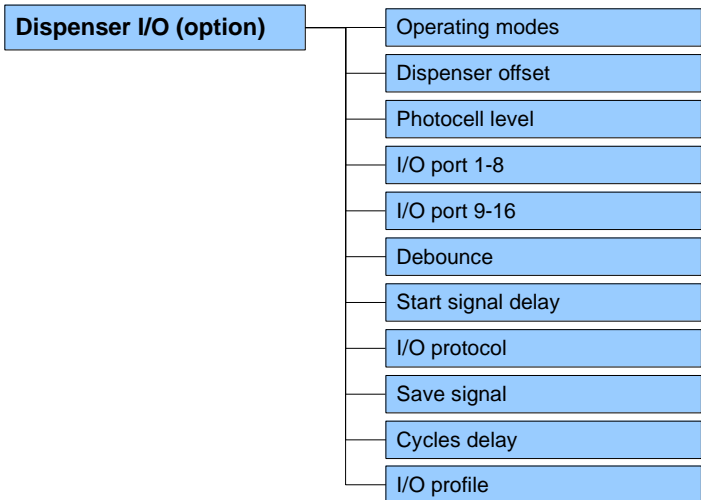 Dispenser I/O (option)
Operating modes
Dispenser offset
Photocell level
I/O port 1-8
I/O port 9-16
Debounce
Start signal delay
I/O protocol
Save signal
Cycles delay
I/O profile